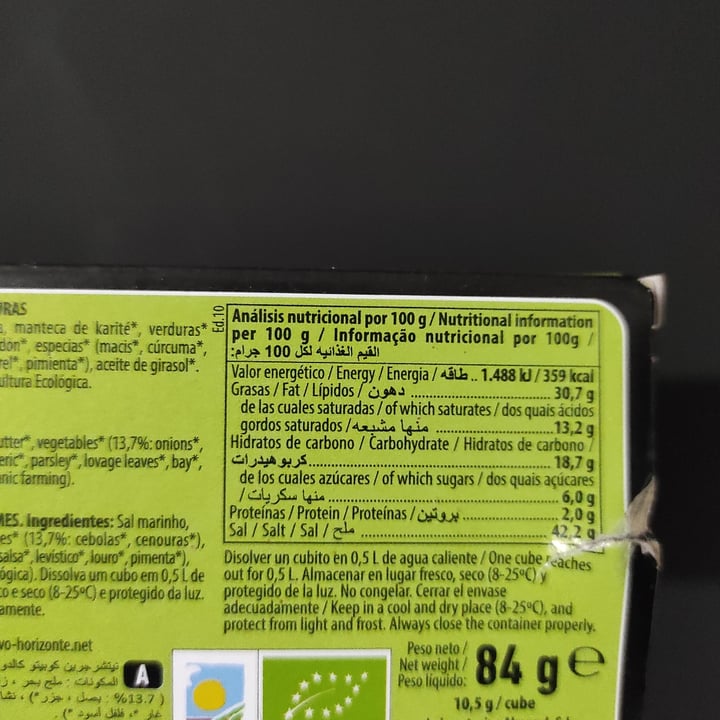 RAS
manteca de karité*, verduras*
especias* (macis*, cúrcuma*,
pimienta*), aceite de girasol*.
Ecológica.
vegetables* (13,7%: onions*,
parsley*, lovage leaves*, bay*,
farming).
Ingredientes: Sal marinho,
(13,7%: cebolas*, cenouras*),
levístico*, louro*, pimenta*),
Dissolva um cubo em 0,5 L de
e seco (8-25ºC) e protegido da luz.
vo-horizonte.net
A
Ed.10
Análisis nutricional por 100 g / Nutritional information
per 100 g / Informação nutricional por 100g /
القيم الغذائيه لكل 100 جرام:
Valor energético / Energy / Energia / طاقه .. 1.488 kJ / 359 kcal
Grasas / Fat / Lípidos / دهون ........ 30,7 g
de las cuales saturadas / of which saturates / dos quais ácidos
gordos saturados / منها مشبعه ........ 13,2 g
Hidratos de carbono / Carbohydrate / Hidratos de carbono /
كربوهيدرات ........ 18,7 g
de los cuales azúcares / of which sugars / dos quais açúcares
/ منها سكريات ........ 6,0 g
Proteínas / Protein / Proteínas / بروتين ........ 2,0 g
Sal / Salt / Sal / ملح ........ 42,2 g
Disolver un cubito en 0,5 L de agua caliente / One cube reaches
out for 0,5 L. Almacenar en lugar fresco, seco (8-25ºC) y
protegido de la luz. No congelar. Cerrar el envase
adecuadamente / Keep in a cool and dry place (8-25ºC), and
protect from light and frost. Always close the container properly.
Peso neto /
Net weight /
Peso líquido:
84 g e
10,5 g / cube